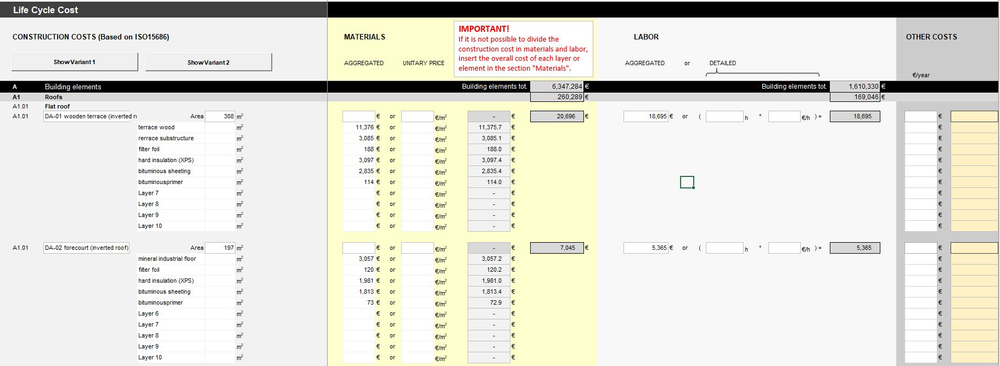 Life Cycle Cost
CONSTRUCTION COSTS (Based on ISO15686)
Show Variant 1
Show Variant 2
MATERIALS
AGGREGATED UNITARY PRICE
IMPORTANT!
If it is not possible to divide the
construction cost in materials and labor,
insert the overall cost of each layer or
element in the section "Materials".
LABOR
AGGREGATED or DETAILED
OTHER COSTS
€/year
A Building elements Building elements tot. 6,347,284 € Building elements tot. 1,610,330 €
A1 Roofs 260,289 € 169,046 €
A1.01 Flat roof
A1.01 DA-01 wooden terrace (inverted r Area 308 m² € or €/m² - € 20,696 € 18,695 € or ( h * €/h ) = 18,695 €
terrace wood m² 11,376 € or €/m² 11,375.7 € €
rerrace substructure m² 3,085 € or €/m² 3,085.1 € €
filter foil m² 188 € or €/m² 188.0 € €
hard insulation (XPS) m² 3,097 € or €/m² 3,097.4 € €
bituminous sheeting m² 2,835 € or €/m² 2,835.4 € €
bituminousprimer m² 114 € or €/m² 114.0 € €
Layer 7 m² € or €/m² - € €
Layer 8 m² € or €/m² - € €
Layer 9 m² € or €/m² - € €
Layer 10 m² € or €/m² - € €
A1.01 DA-02 forecourt (inverted roof) Area 197 m² € or €/m² - € 7,045 € 5,365 € or ( h * €/h ) = 5,365 €
mineral industrial floor m² 3,057 € or €/m² 3,057.2 € €
filter foil m² 120 € or €/m² 120.2 € €
hard insulation (XPS) m² 1,981 € or €/m² 1,981.0 € €
bituminous sheeting m² 1,813 € or €/m² 1,813.4 € €
bituminousprimer m² 73 € or €/m² 72.9 € €
Layer 6 m² € or €/m² - € €
Layer 7 m² € or €/m² - € €
Layer 8 m² € or €/m² - € €
Layer 9 m² € or €/m² - € €
Layer 10 m² € or €/m² - € €